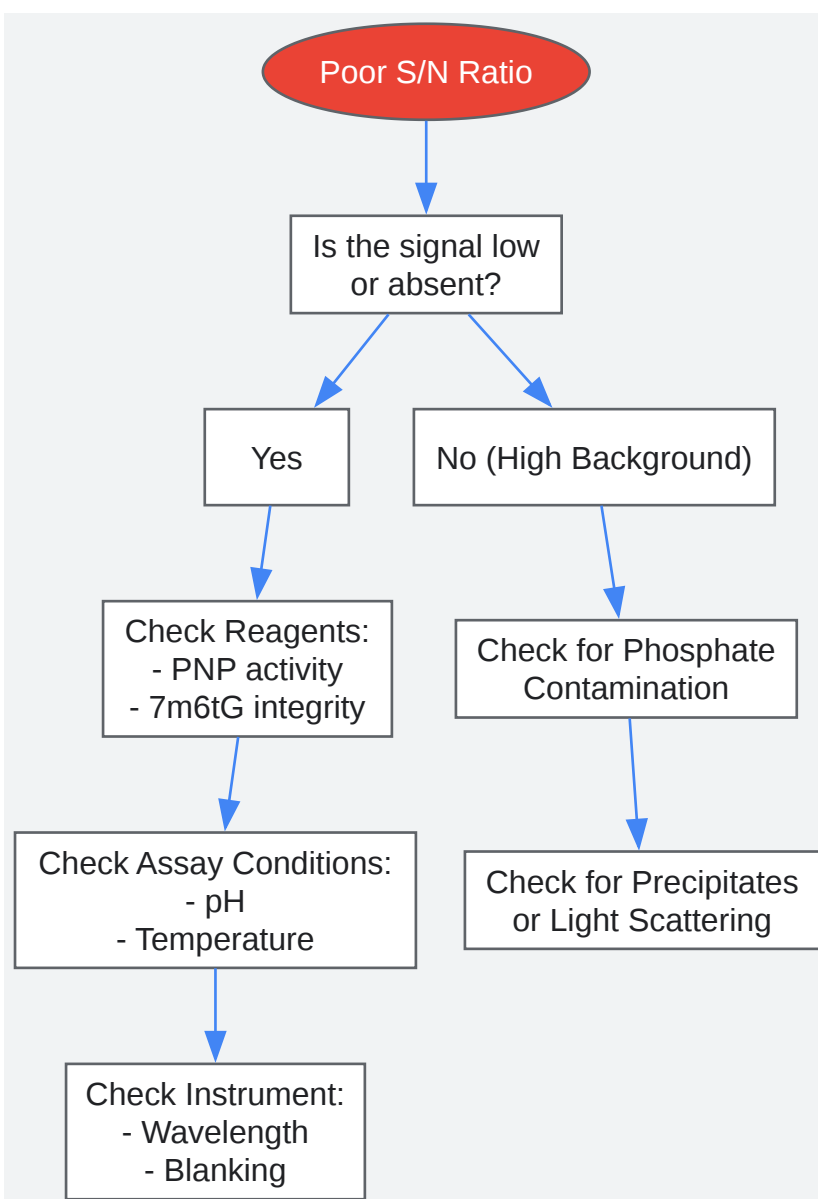 Poor S/N Ratio
Is the signal low
or absent?
Yes
No (High Background)
Check Reagents:
- PNP activity
- 7m6tG integrity
Check for Phosphate
Contamination
Check Assay Conditions:
- pH
- Temperature
Check for Precipitates
or Light Scattering
Check Instrument:
- Wavelength
- Blanking